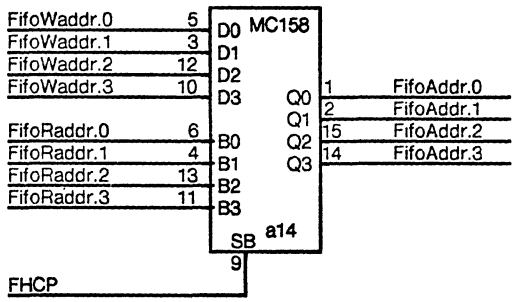 FifoWaddr.0 5 D0 MC158
FifoWaddr.1 3 D1
FifoWaddr.2 12 D2
FifoWaddr.3 10 D3
1 Q0 FifoAddr.0
2 Q1 FifoAddr.1
15 Q2 FifoAddr.2
14 Q3 FifoAddr.3
FifoRaddr.0 6 B0
FifoRaddr.1 4 B1
FifoRaddr.2 13 B2
FifoRaddr.3 11 B3
SB a14
9
FHCP